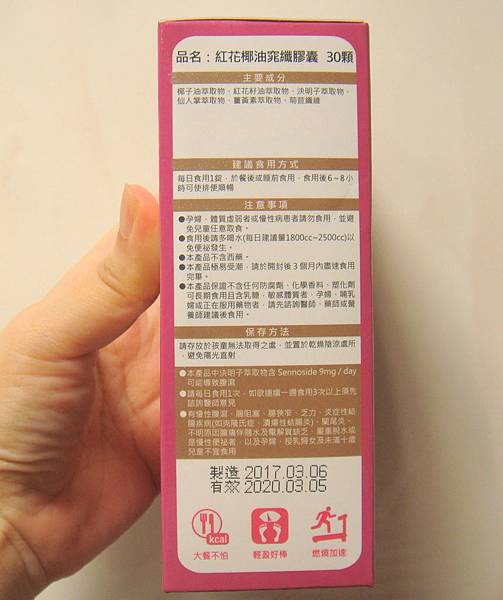 品名：紅花椰油窕纖膠囊 30顆
主要成分
椰子油萃取物、紅花籽油萃取物、決明子萃取物、
仙人掌萃取物、薑黃素萃取物、菊苣纖維
建議食用方式
每日食用1錠，於餐後或睡前食用，食用後6~8小
時可使排便順暢
注意事項
●孕婦、體質虛弱者或慢性病患者請勿食用，並避
免兒童任意取食。
●食用後請多喝水(每日建議量1800cc~2500cc)以
免便祕發生。
●本產品不含西藥。
●本產品極易受潮，請於開封後3個月內盡速食用
完畢。
●本產品保證不含任何防腐劑、化學香料、塑化劑
可長期食用且含乳糖，敏感體質者、孕婦、哺乳
婦或正在服用藥物者，請先諮詢醫師、藥師或營
養師建議後食用。
保存方法
請存放於孩童無法取得之處，並置於乾燥陰涼處所
，避免陽光直射
●本產品中決明子萃取物含 Sennoside 9mg / day
可能導致腹瀉
●請每日食用1次，如欲連續一週食用3次以上須先
諮詢醫師意見
●有慢性腹瀉、腸阻塞、腸狹窄、乏力、炎症性結
腸疾病(如克隆氏症、潰瘍性結腸炎)、闌尾炎、
不明原因腹痛伴隨水及電解質缺乏、嚴重脫水或
是慢性便祕者，以及孕婦、授乳婦女及未滿十歲
兒童不宜食用
製造 2017.03.06
有效 2020.03.05
kcal
大餐不怕 輕盈好棒 燃燒加速